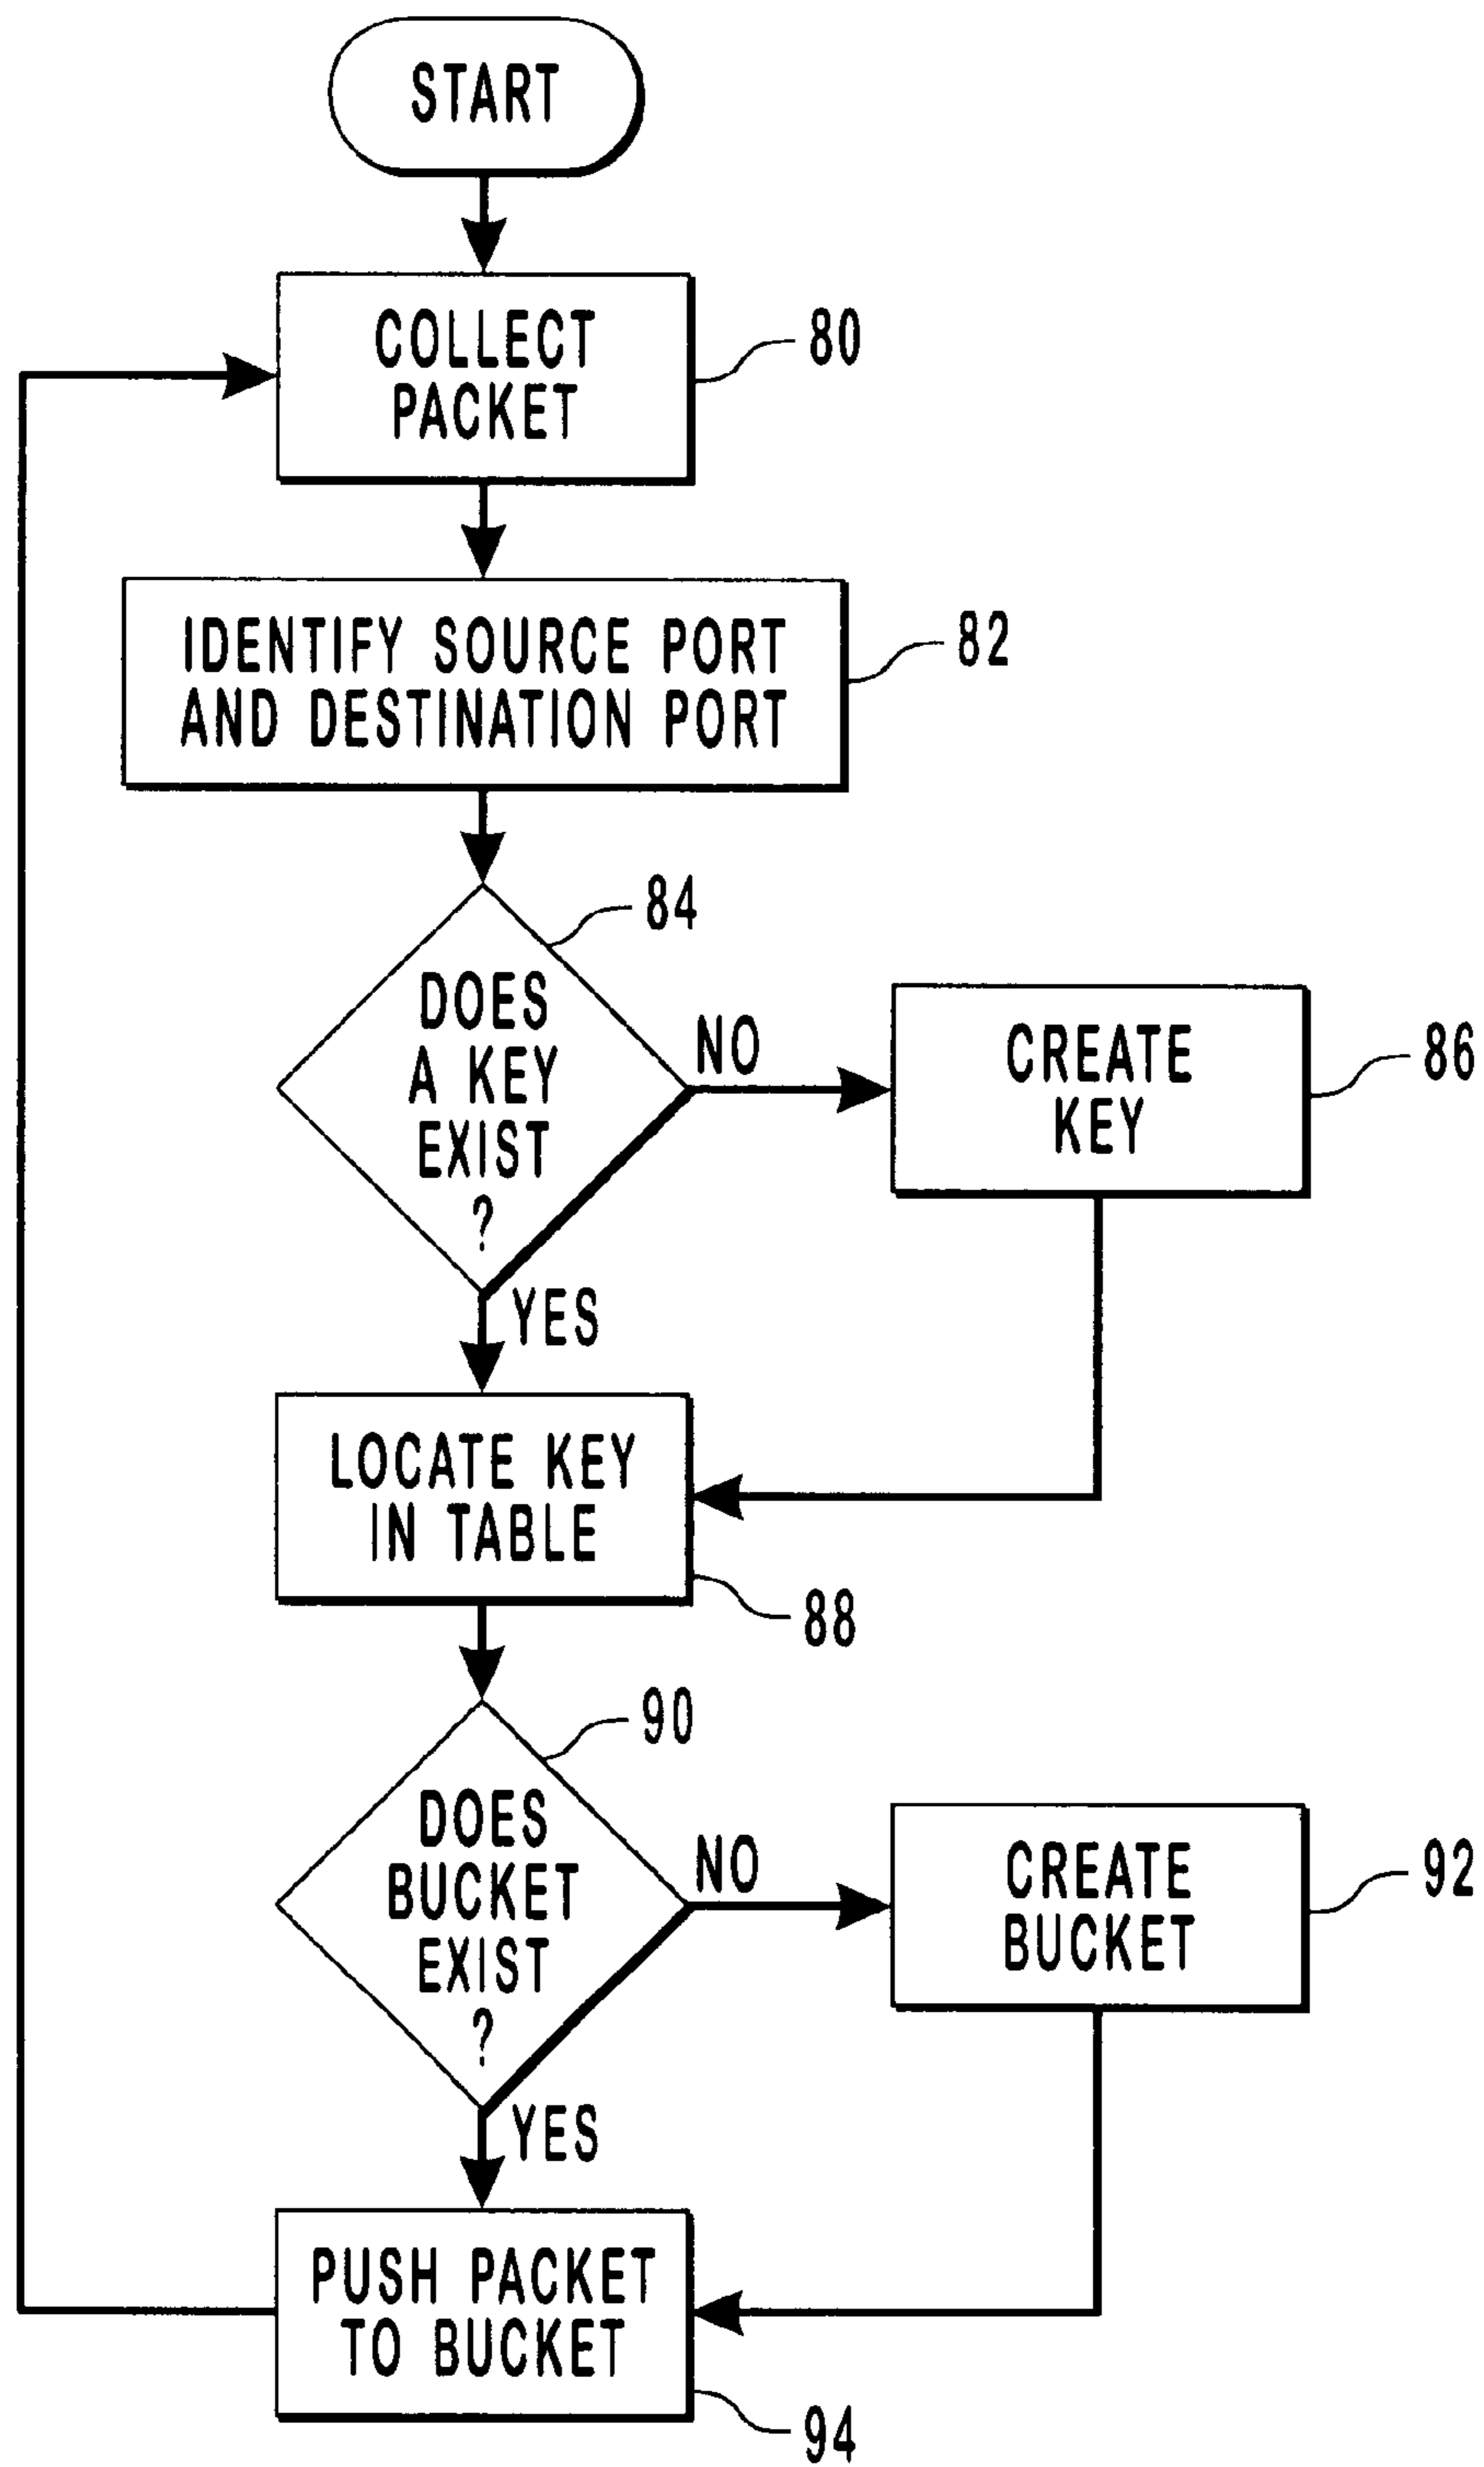 START
COLLECT
PACKET
80
IDENTIFY SOURCE PORT
AND DESTINATION PORT
82
84
DOES
A KEY
EXIST
?
NO
CREATE
KEY
86
YES
LOCATE KEY
IN TABLE
88
90
DOES
BUCKET
EXIST
?
NO
CREATE
BUCKET
92
YES
PUSH PACKET
TO BUCKET
94